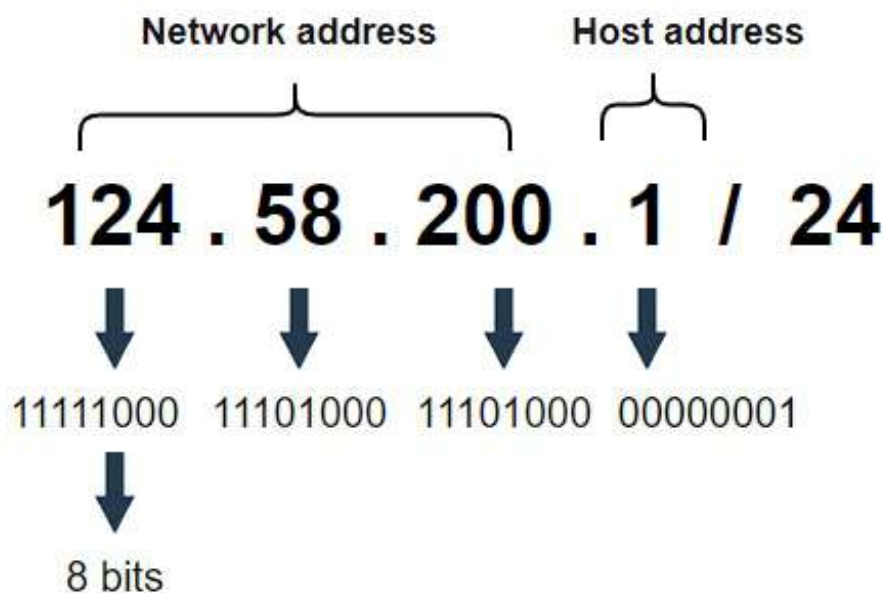 Network address Host address
124 . 58 . 200 . 1 / 24
11111000 11101000 11101000 00000001
8 bits